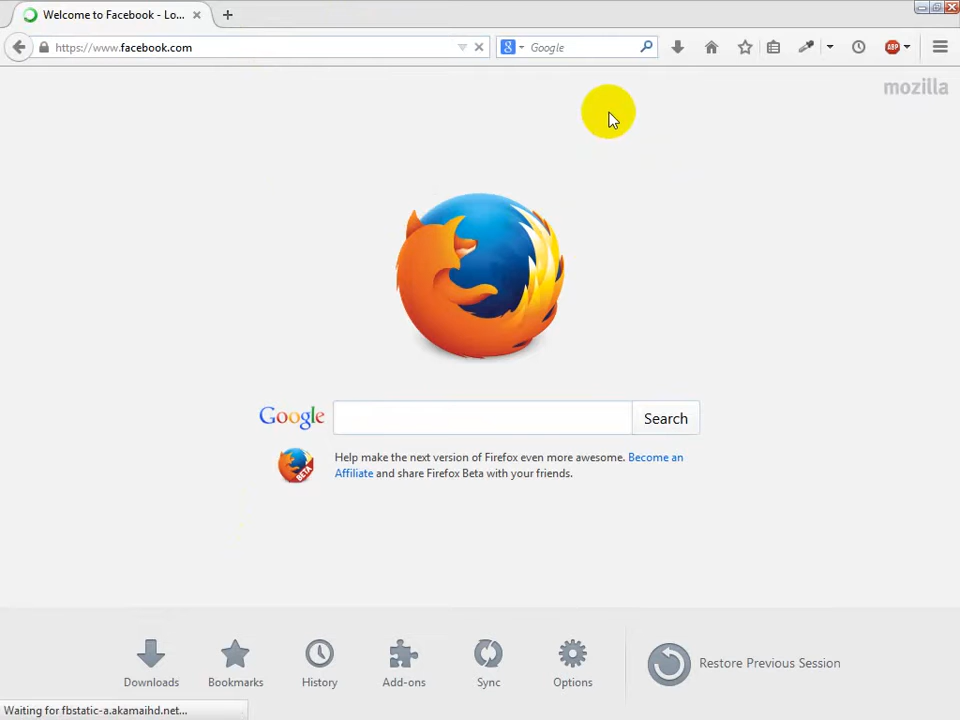 Welcome to Facebook - Lo...
https://www.facebook.com
Google
ABP
mozilla
Google
Search
BETA
Help make the next version of Firefox even more awesome. Become an
Affiliate and share Firefox Beta with your friends.
Downloads
Bookmarks
History
Add-ons
Sync
Options
Restore Previous Session
Waiting for fbstatic-a.akamaihd.net...